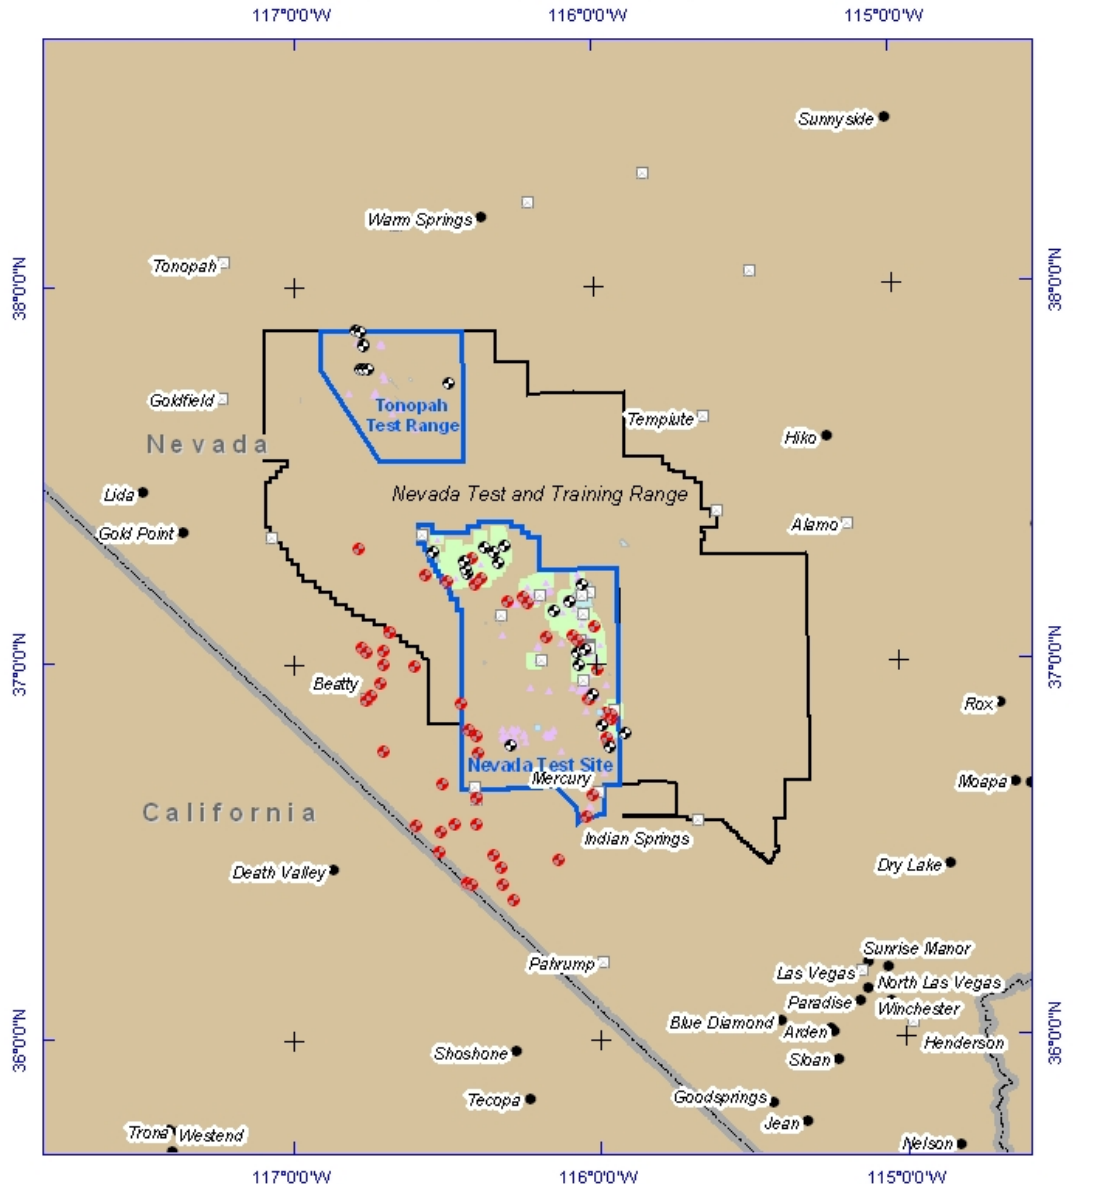 117°0'0"W
116°0'0"W
115°0'0"W
Sunnyside
Warm Springs
Tonopah
38°0'0"N
38°0'0"N
Goldfield
Tonopah
Test Range
Tempiute
Hiko
Nevada
Lida
Nevada Test and Training Range
Gold Point
Alamo
37°0'0"N
37°0'0"N
Beatty
Rox
Nevada Test Site
Mercury
Moapa
California
Indian Springs
Death Valley
Dry Lake
Sunrise Manor
Pahrump
Las Vegas
North Las Vegas
Paradise
Winchester
Blue Diamond
Arden
Henderson
36°0'0"N
36°0'0"N
Shoshone
Sloan
Tecopa
Goodsprings
Jean
Trona
Westend
Nelson
117°0'0"W
116°0'0"W
115°0'0"W